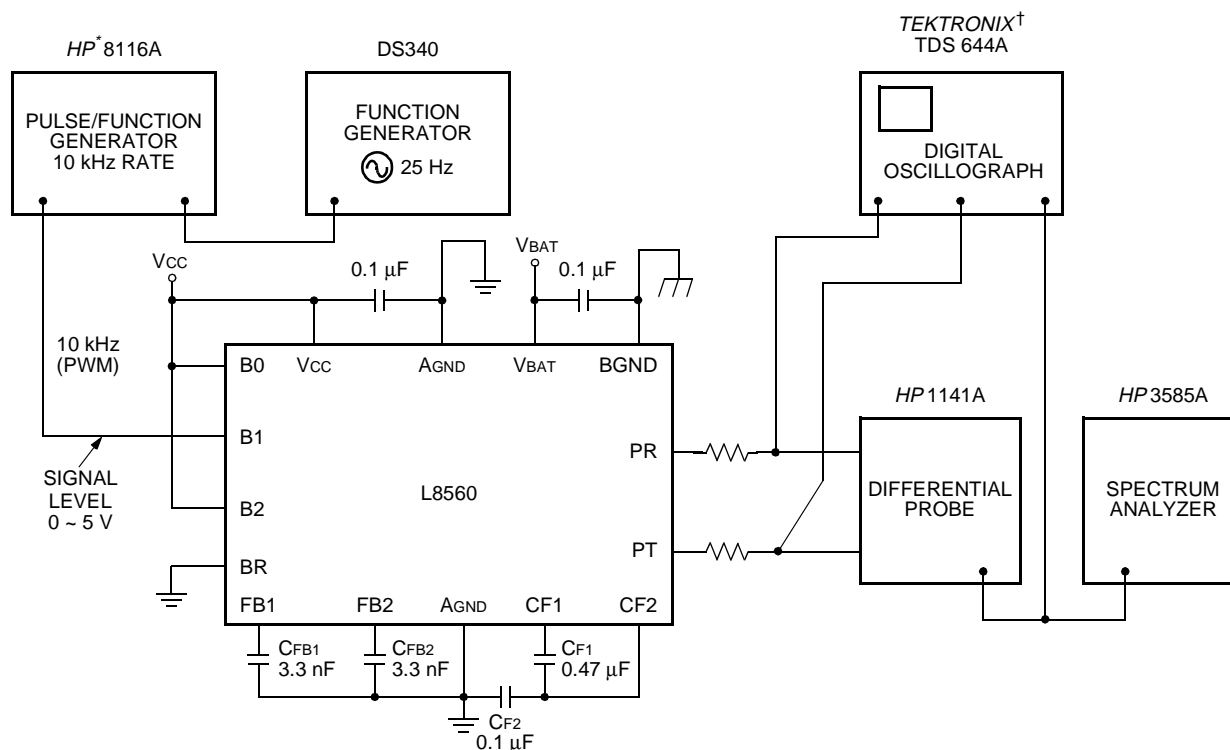 HP* 8116A
PULSE/FUNCTION
GENERATOR
10 kHz RATE
DS340
FUNCTION
GENERATOR
25 Hz
TEKTRONIX†
TDS 644A
DIGITAL
OSCILLOGRAPH
VCC
0.1 μF
VBAT
0.1 μF
10 kHz
(PWM)
SIGNAL
LEVEL
0 ~ 5 V
B0
VCC
AGND
VBAT
BGND
B1
PR
L8560
B2
PT
BR
FB1
FB2
AGND
CF1
CF2
HP 1141A
DIFFERENTIAL
PROBE
HP 3585A
SPECTRUM
ANALYZER
CFB1
3.3 nF
CFB2
3.3 nF
CF1
0.47 μF
CF2
0.1 μF